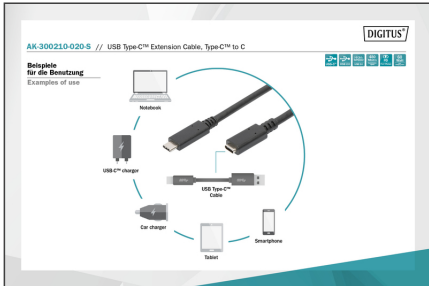 DIGITUS®
AK-300210-020-S // USB Type-C™ Extension Cable, Type-C™ to C
Beispiele
für die Benutzung
Examples of use
Notebook
USB-C™ charger
USB Type-C™
Cable
Car charger
Smartphone
Tablet